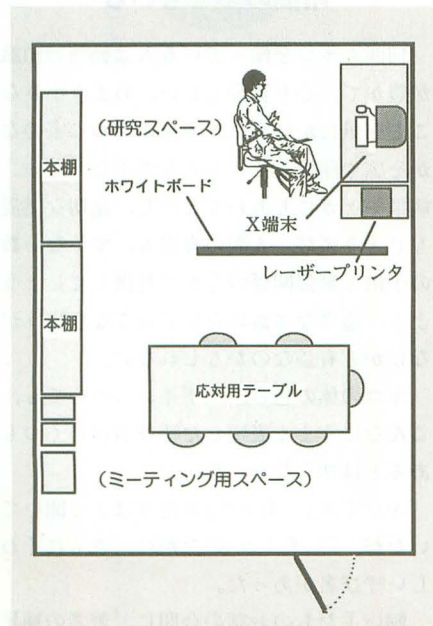 (研究スペース)
本棚
ホワイトボード
X端末
レーザープリンタ
本棚
応対用テーブル
(ミーティング用スペース)